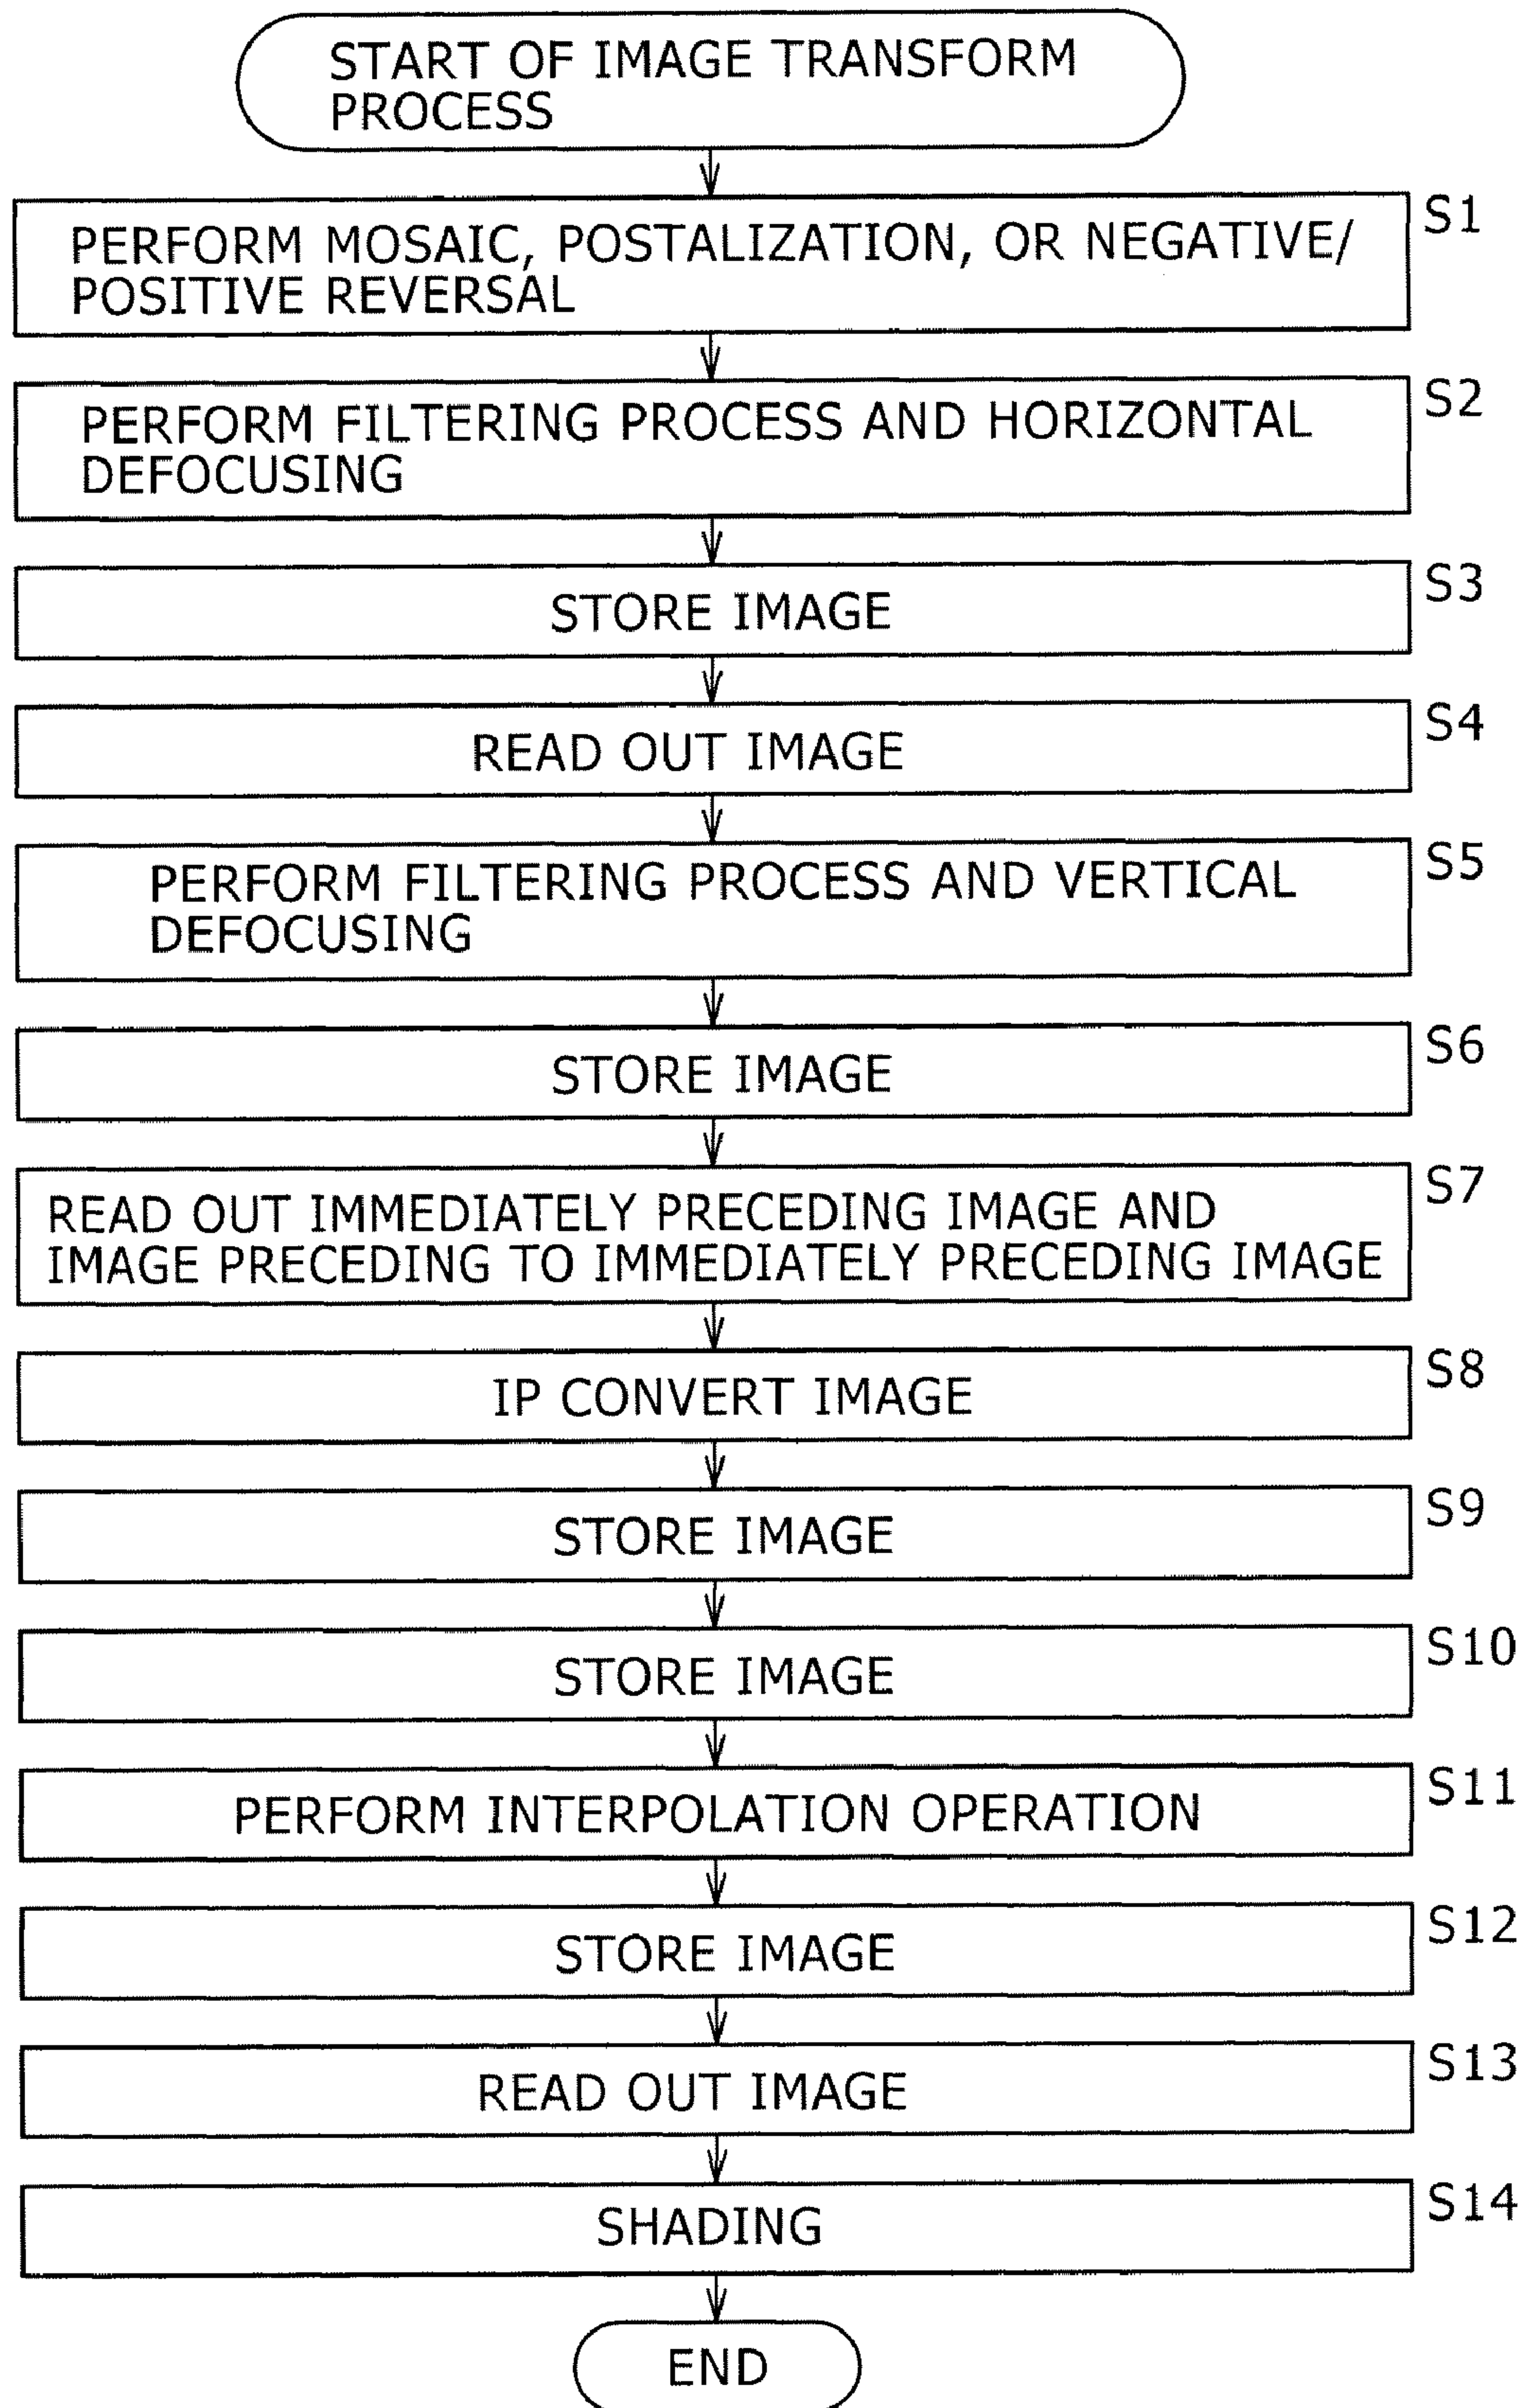 START OF IMAGE TRANSFORM
PROCESS
S1
PERFORM MOSAIC, POSTALIZATION, OR NEGATIVE/
POSITIVE REVERSAL
S2
PERFORM FILTERING PROCESS AND HORIZONTAL
DEFOCUSING
S3
STORE IMAGE
S4
READ OUT IMAGE
S5
PERFORM FILTERING PROCESS AND VERTICAL
DEFOCUSING
S6
STORE IMAGE
S7
READ OUT IMMEDIATELY PRECEDING IMAGE AND
IMAGE PRECEDING TO IMMEDIATELY PRECEDING IMAGE
S8
IP CONVERT IMAGE
S9
STORE IMAGE
S10
STORE IMAGE
S11
PERFORM INTERPOLATION OPERATION
S12
STORE IMAGE
S13
READ OUT IMAGE
S14
SHADING
END